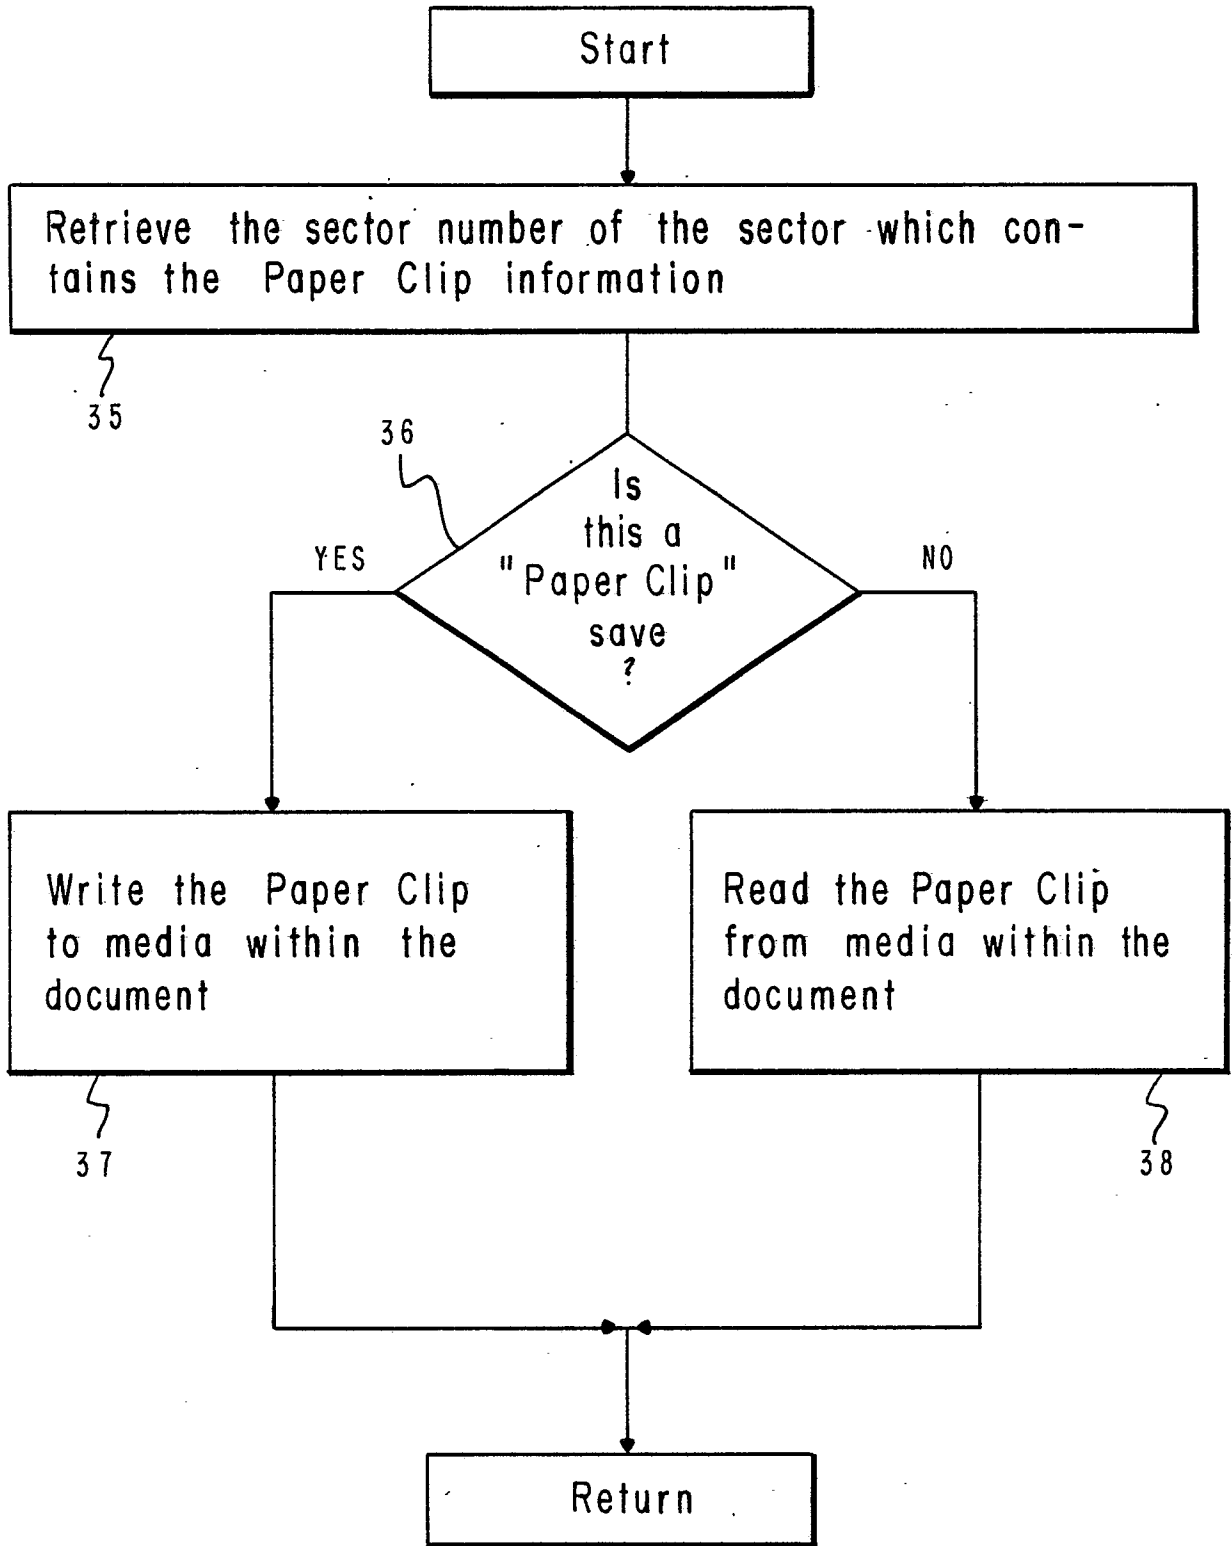 Start
Retrieve the sector number of the sector which con-
tains the Paper Clip information
35
36
Is
this a
"Paper Clip"
save
?
YES
NO
Write the Paper Clip
to media within the
document
Read the Paper Clip
from media within the
document
37
38
Return